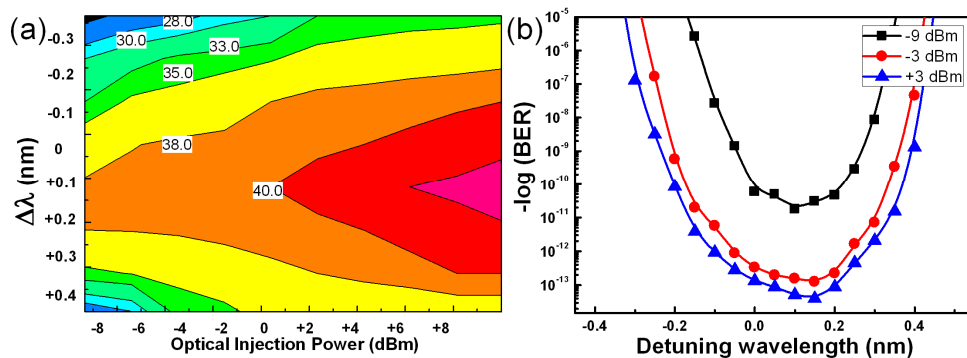 (a)
28.0
30.0
33.0
35.0
38.0
40.0
-0.3
-0.2
-0.1
0
+0.1
+0.2
+0.3
+0.4
Δλ (nm)
-8 -6 -4 -2 0 +2 +4 +6 +8
Optical Injection Power (dBm)
(b)
-9 dBm
-3 dBm
+3 dBm
10⁻⁵
10⁻⁶
10⁻⁷
10⁻⁸
10⁻⁹
10⁻¹⁰
10⁻¹¹
10⁻¹²
10⁻¹³
-log (BER)
-0.4 -0.2 0.0 0.2 0.4
Detuning wavelength (nm)